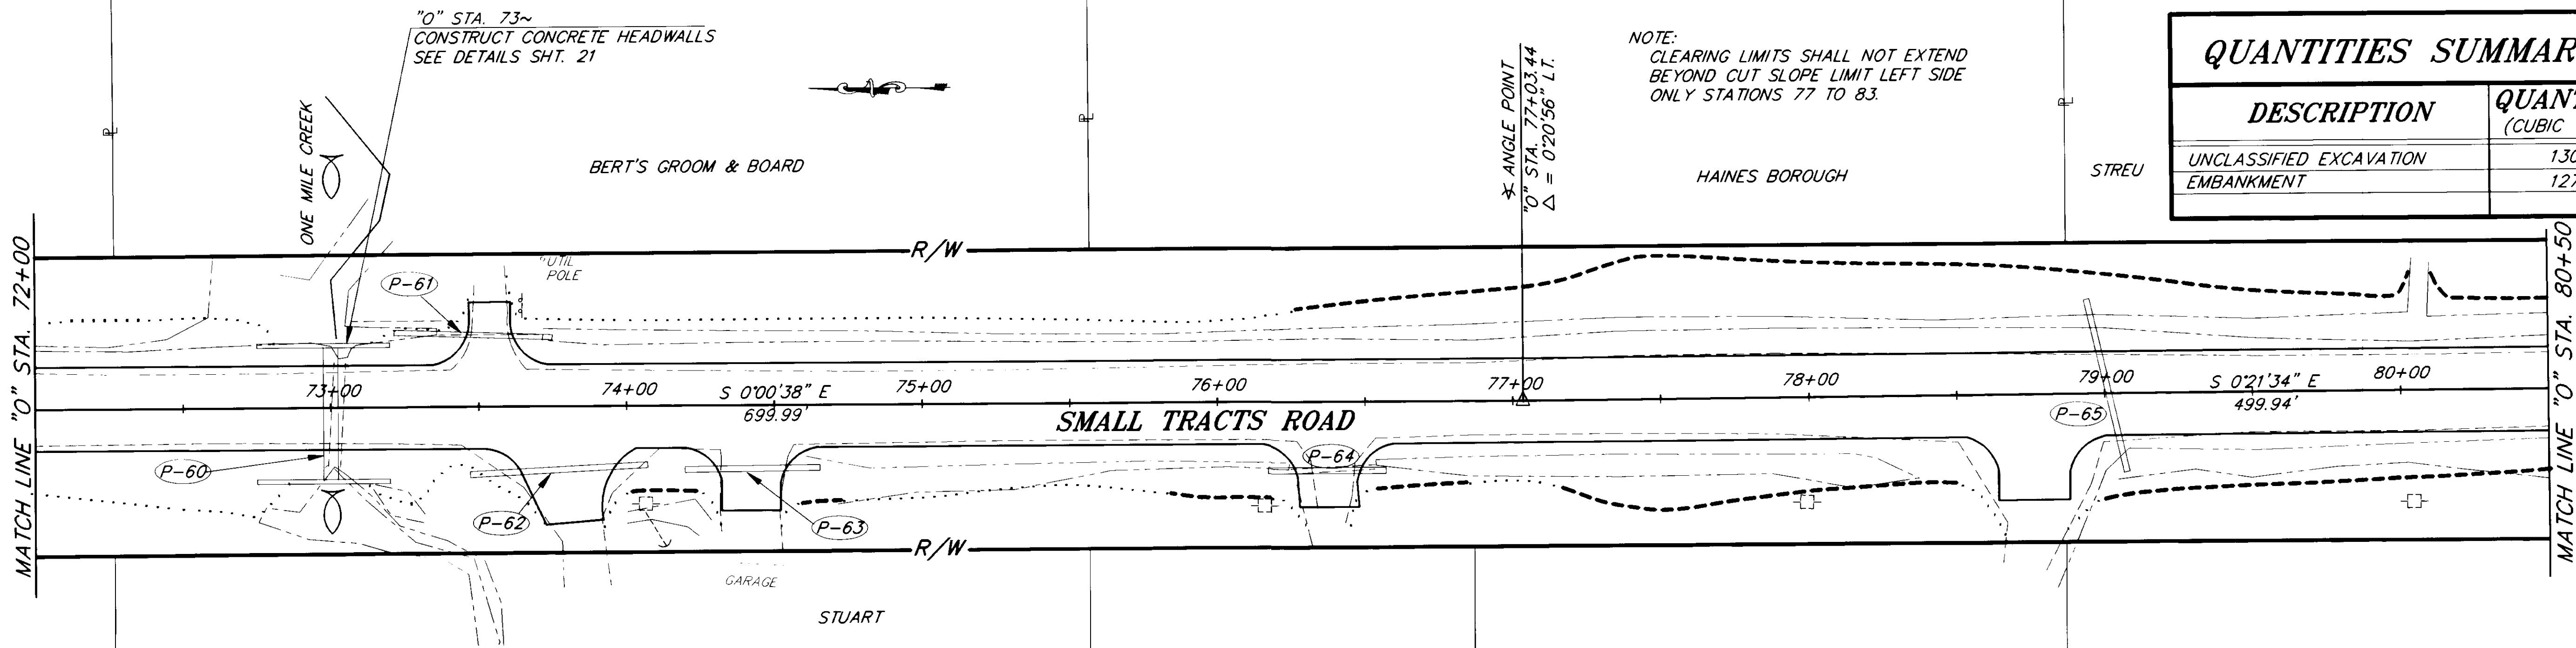 "O" STA. 73~
CONSTRUCT CONCRETE HEADWALLS
SEE DETAILS SHT. 21
ONE MILE CREEK
BERT'S GROOM & BOARD
ANGLE POINT
"O" STA. 77+03.44
Δ = 0°20'56" LT.
NOTE:
CLEARING LIMITS SHALL NOT EXTEND
BEYOND CUT SLOPE LIMIT LEFT SIDE
ONLY STATIONS 77 TO 83.
HAINES BOROUGH
STREU
QUANTITIES SUMMAR
DESCRIPTION
QUANT
(CUBIC
UNCLASSIFIED EXCAVATION 130
EMBANKMENT 127
MATCH LINE "O" STA. 72+00
R/W
UTIL
POLE
P-61
73+00
74+00
75+00
76+00
77+00
78+00
79+00
80+00
S 0°00'38" E
699.99'
S 0°21'34" E
499.94'
SMALL TRACTS ROAD
P-60
P-62
P-63
P-64
P-65
R/W
GARAGE
STUART
MATCH LINE "O" STA. 80+50